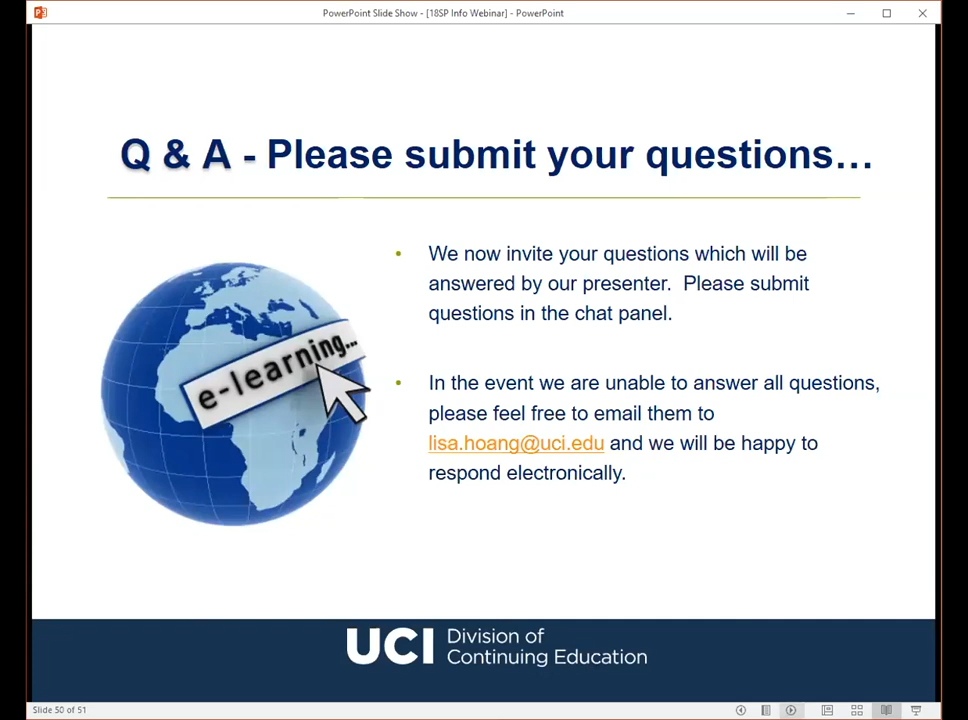 PowerPoint Slide Show - [18SP Info Webinar] - PowerPoint
Q & A - Please submit your questions…
• We now invite your questions which will be
answered by our presenter.  Please submit
questions in the chat panel.
e-learning...
• In the event we are unable to answer all questions,
please feel free to email them to
lisa.hoang@uci.edu and we will be happy to
respond electronically.
UCI Division of
Continuing Education
Slide 50 of 51